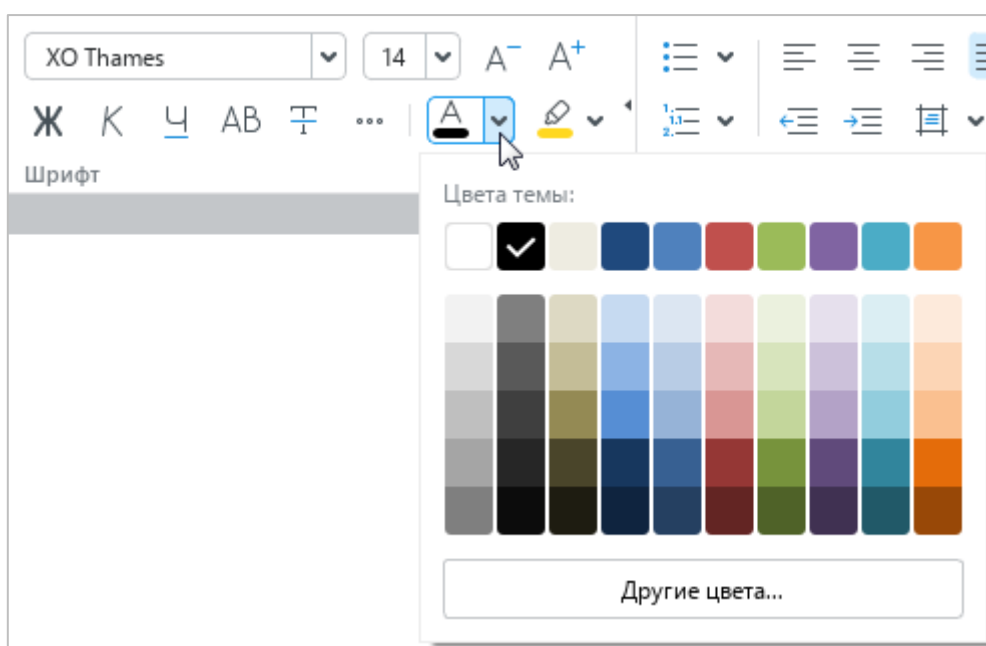 XO Thames 14 A⁻ A⁺
Ж К Ч АВ Т A
Шрифт
Цвета темы:
Другие цвета...